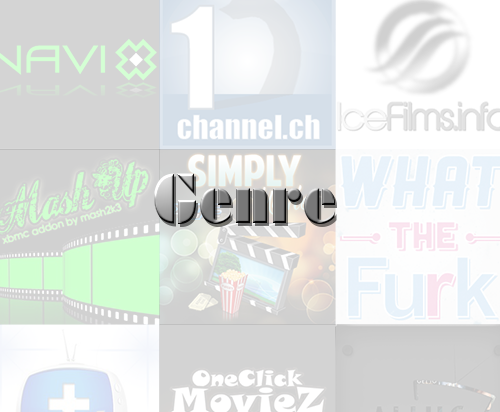 NAVI X
1
channel.ch
IceFilms.info
Mash Up
xbmc addon by mash2k3
SIMPLY
Genre
WHAT
THE
Furk
OneClick
MovieZ